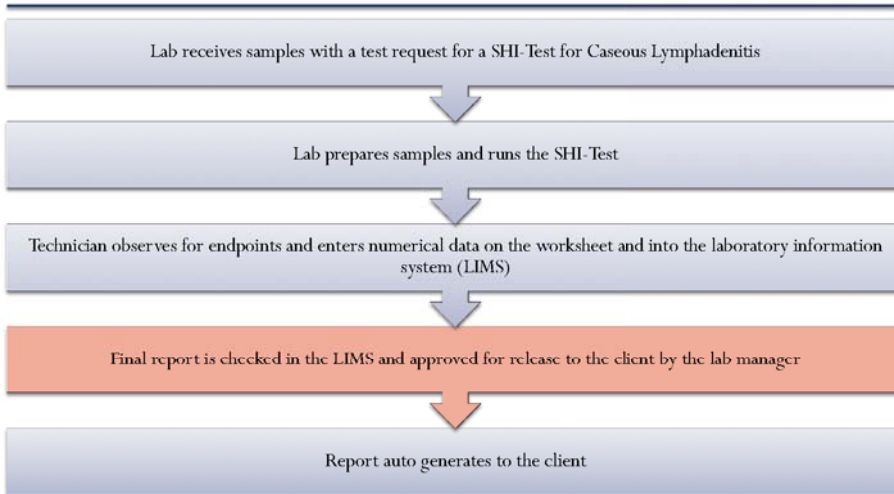 Lab receives samples with a test request for a SHI-Test for Caseous Lymphadenitis
Lab prepares samples and runs the SHI-Test
Technician observes for endpoints and enters numerical data on the worksheet and into the laboratory information
system (LIMS)
Final report is checked in the LIMS and approved for release to the client by the lab manager
Report auto generates to the client